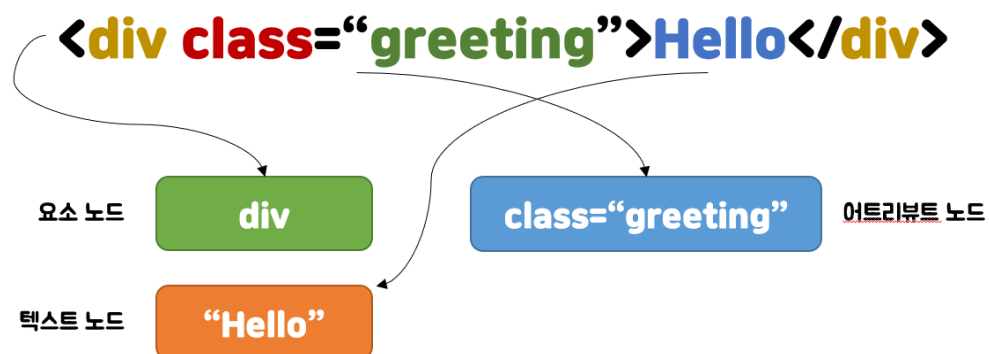 <div class=“greeting”>Hello</div>
요소 노드
div
class=“greeting”
어트리뷰트 노드
텍스트 노드
“Hello”